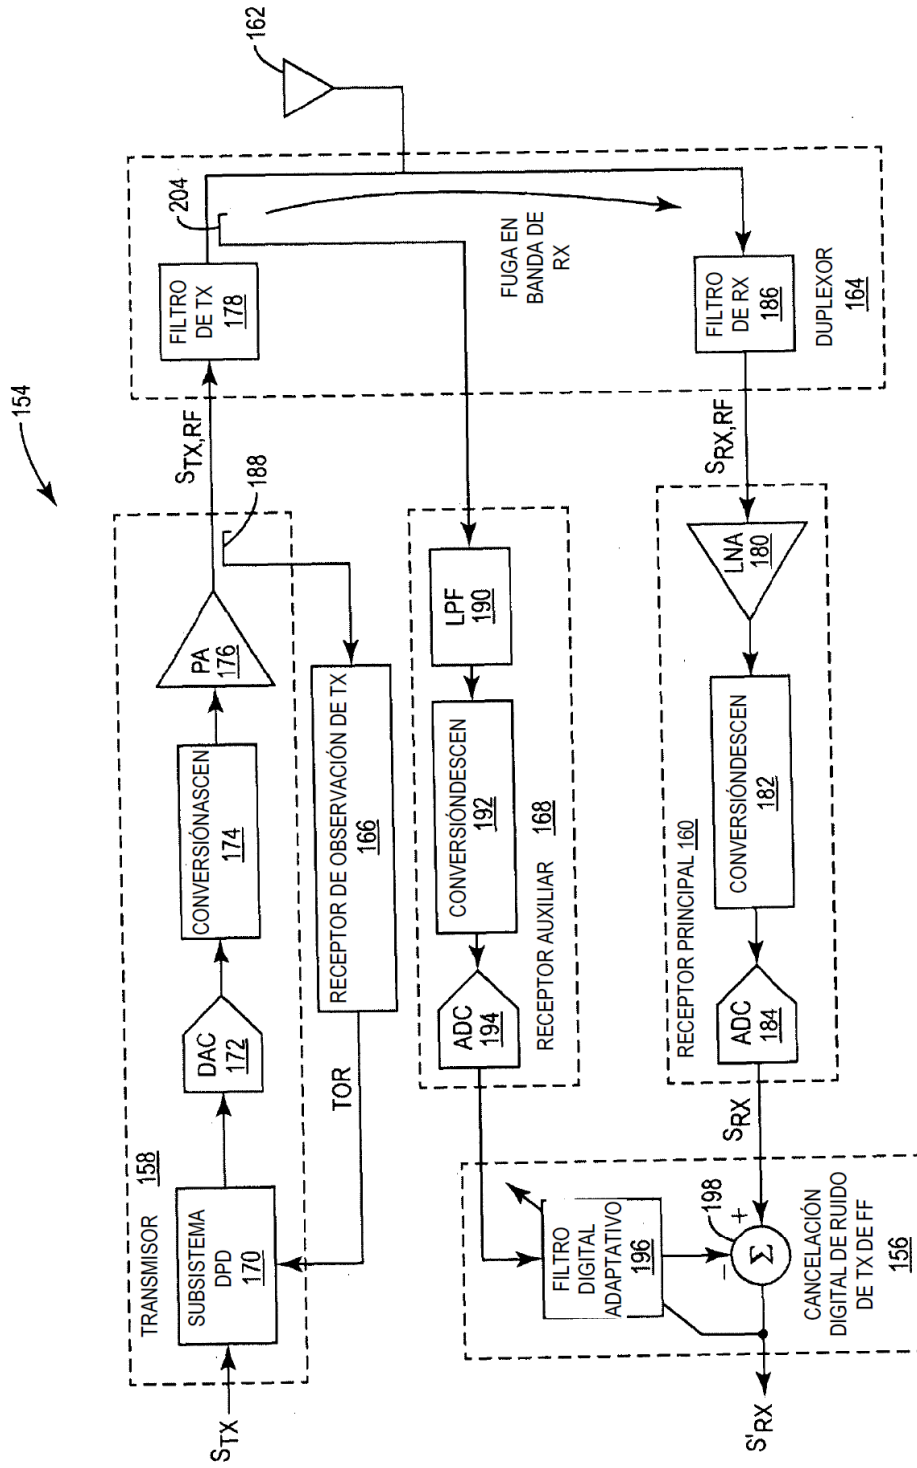 154
162
STX
TRANSMISOR 158
SUBSISTEMA
DPD
170
DAC
172
CONVERSIÓNASCEN
174
PA
176
STX,RF
188
TOR
RECEPTOR DE OBSERVACIÓN DE TX
166
FILTRO
DE TX
178
204
FUGA EN
BANDA DE
RX
FILTRO
DE RX
186
DUPLEXOR
164
LPF
190
CONVERSIÓNDESCEN
192
ADC
194
RECEPTOR AUXILIAR 168
SRX,RF
LNA
180
CONVERSIÓNDESCEN
182
ADC
184
RECEPTOR PRINCIPAL 160
SRX
FILTRO
DIGITAL
ADAPTATIVO
196
198
+
−
Σ
S'RX
CANCELACIÓN
DIGITAL DE RUIDO
DE TX DE FF
156